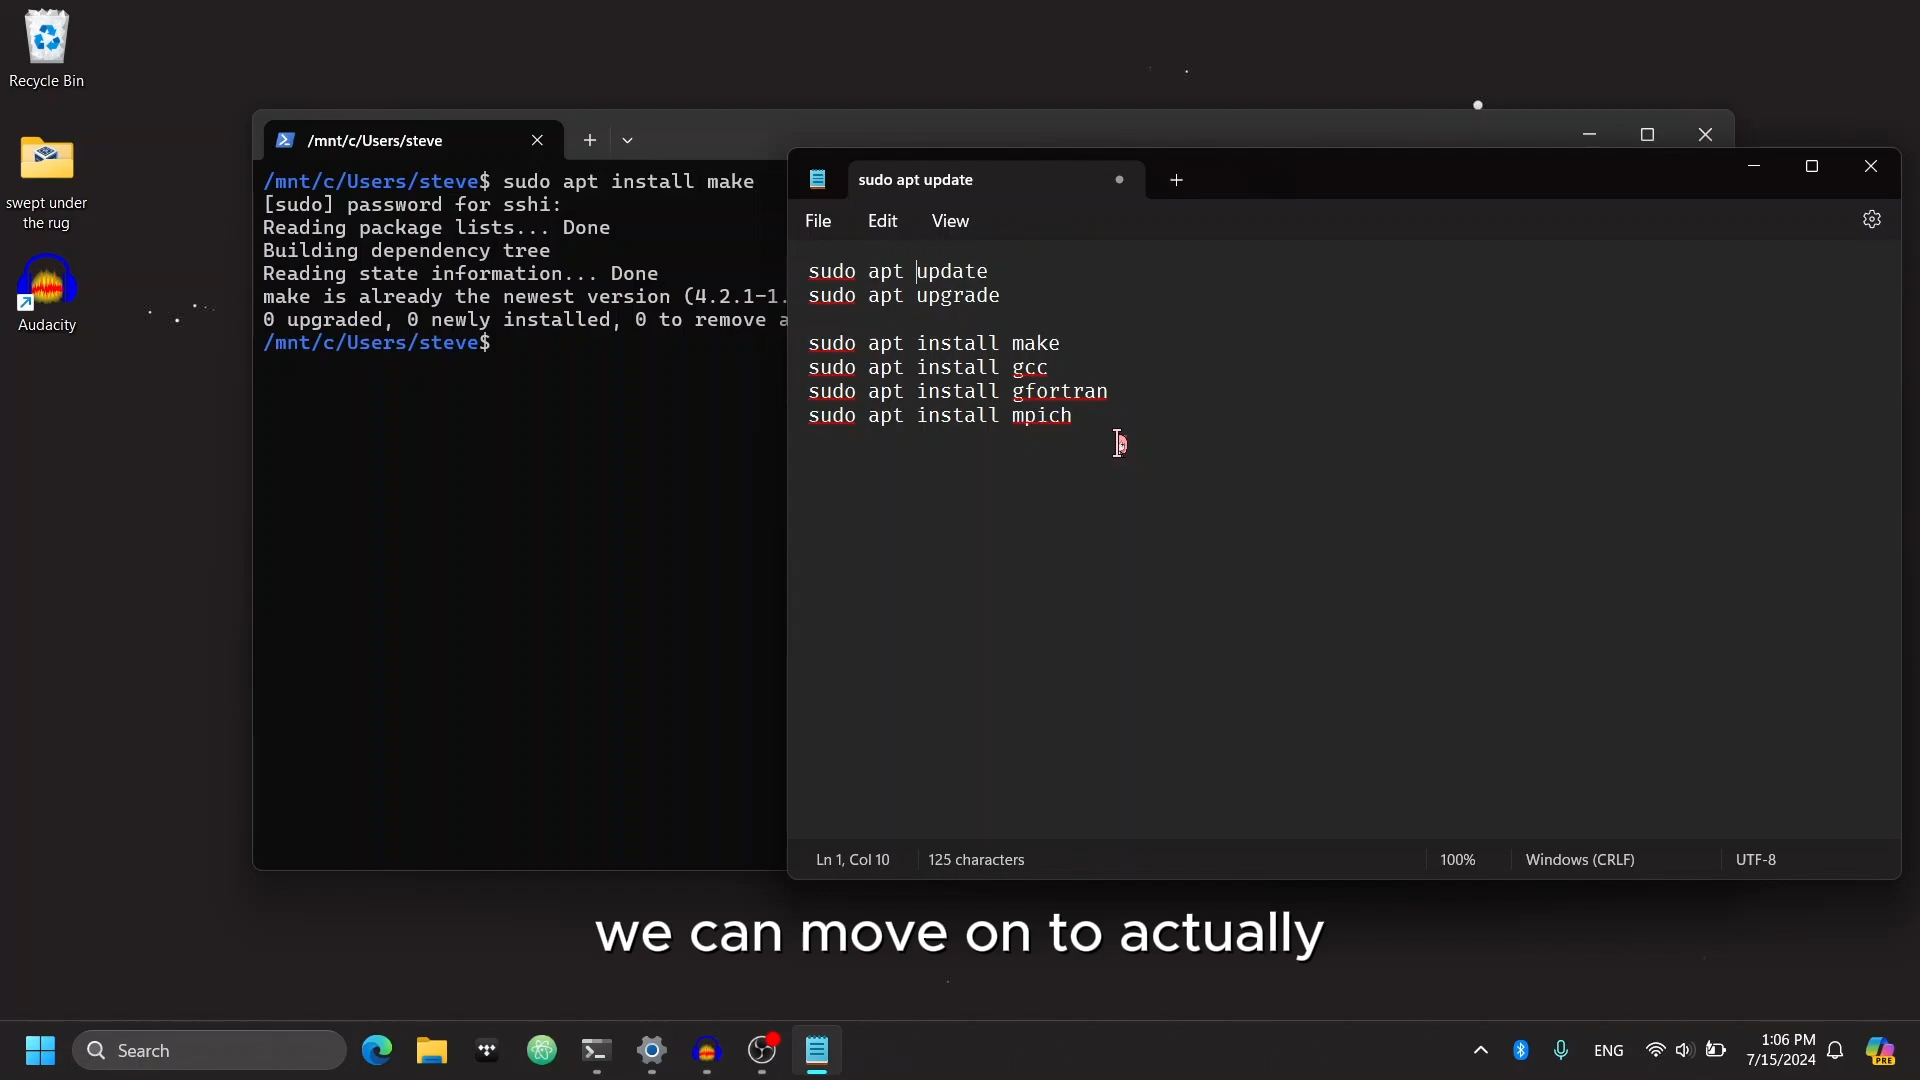 Recycle Bin
swept under
the rug
Audacity
/mnt/c/Users/steve
/mnt/c/Users/steve$ sudo apt install make
[sudo] password for sshi:
Reading package lists... Done
Building dependency tree
Reading state information... Done
make is already the newest version (4.2.1-1.
0 upgraded, 0 newly installed, 0 to remove a
/mnt/c/Users/steve$
sudo apt update
File Edit View
sudo apt update
sudo apt upgrade
sudo apt install make
sudo apt install gcc
sudo apt install gfortran
sudo apt install mpich
Ln 1, Col 10 125 characters 100% Windows (CRLF) UTF-8
we can move on to actually
Search
ENG
1:06 PM
7/15/2024
PRE